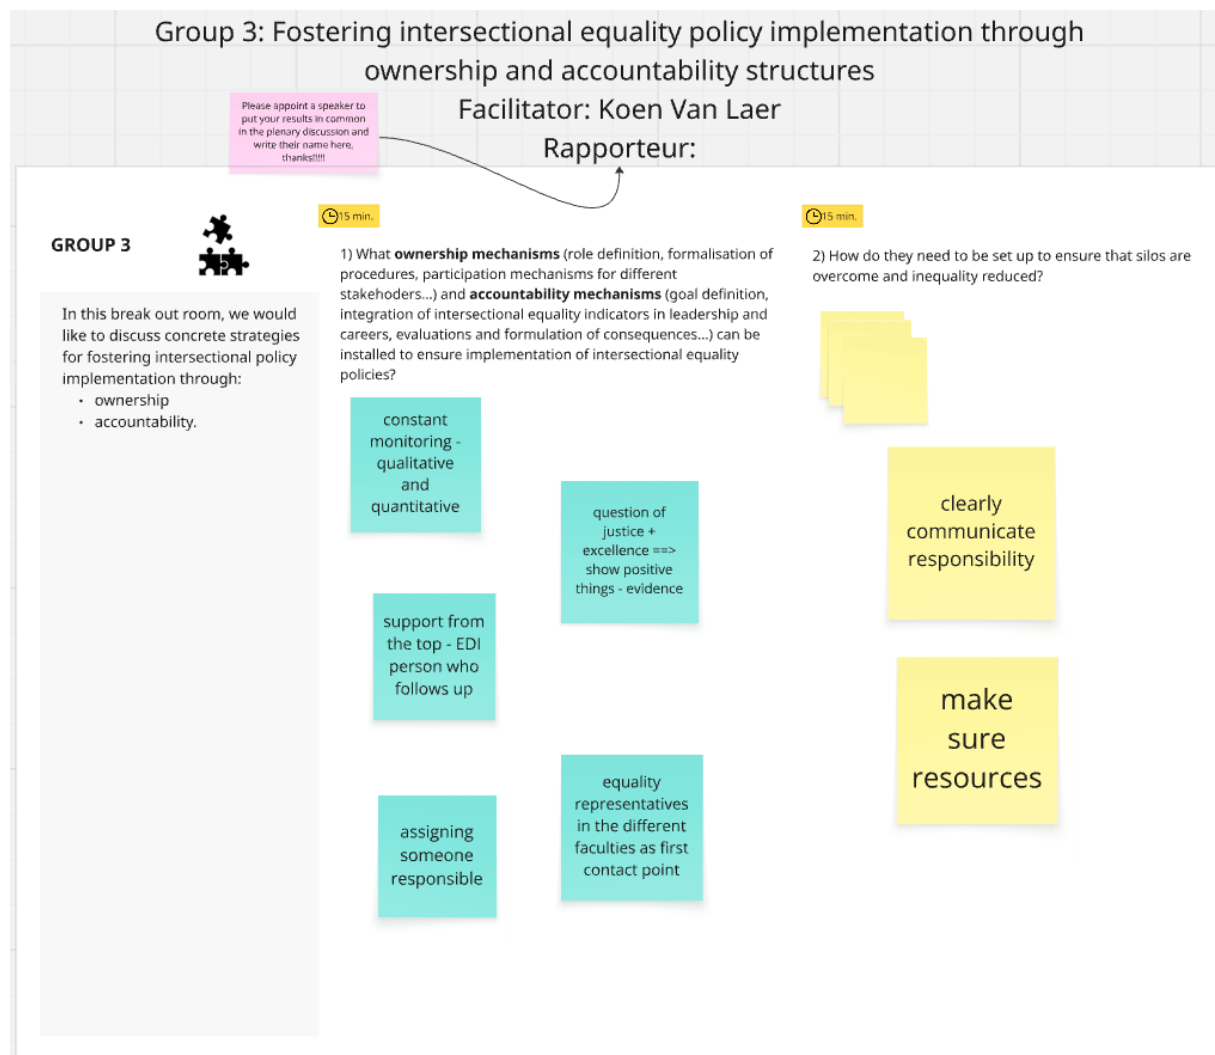 Group 3: Fostering intersectional equality policy implementation through
ownership and accountability structures
Facilitator: Koen Van Laer
Rapporteur:
Please appoint a speaker to
put your results in common
in the plenary discussion and
write their name here,
thanks!!!!!
GROUP 3
In this break out room, we would
like to discuss concrete strategies
for fostering intersectional policy
implementation through:
• ownership
• accountability.
15 min.
1) What ownership mechanisms (role definition, formalisation of
procedures, participation mechanisms for different
stakehoders...) and accountability mechanisms (goal definition,
integration of intersectional equality indicators in leadership and
careers, evaluations and formulation of consequences...) can be
installed to ensure implementation of intersectional equality
policies?
constant
monitoring -
qualitative
and
quantitative
question of
justice +
excellence ==>
show positive
things - evidence
support from
the top - EDI
person who
follows up
equality
representatives
in the different
faculties as first
contact point
assigning
someone
responsible
15 min.
2) How do they need to be set up to ensure that silos are
overcome and inequality reduced?
clearly
communicate
responsibility
make
sure
resources